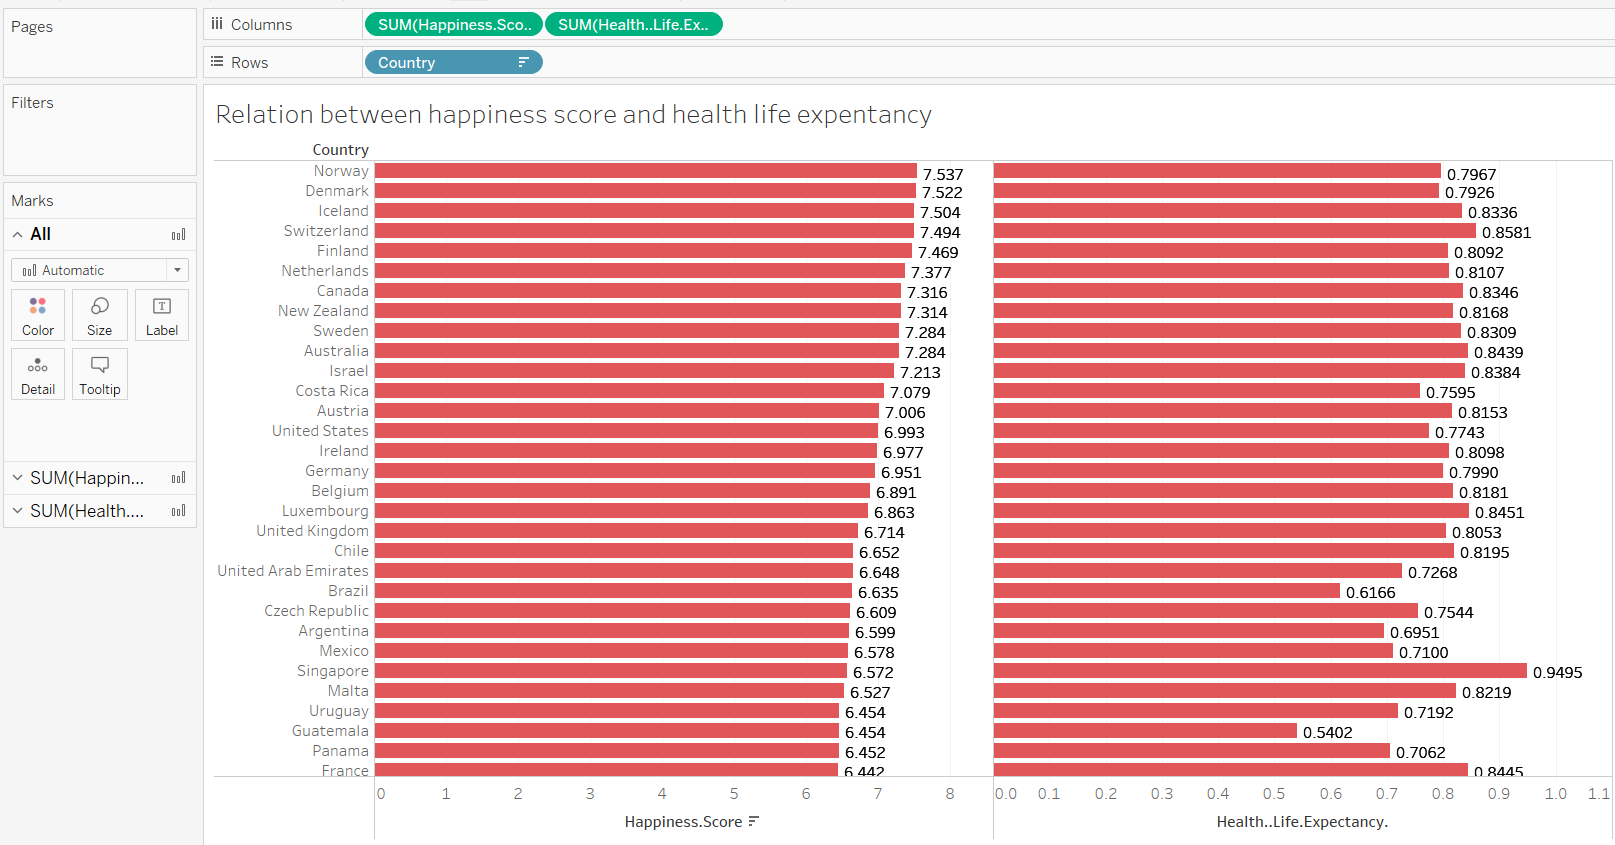 Pages
Columns SUM(Happiness.Sco.. SUM(Health..Life.Ex..
Rows Country
Filters
Marks
All
Automatic
Color Size Label
Detail Tooltip
SUM(Happin...
SUM(Health....
Relation between happiness score and health life expentancy
Country
Norway 7.537 0.7967
Denmark 7.522 0.7926
Iceland 7.504 0.8336
Switzerland 7.494 0.8581
Finland 7.469 0.8092
Netherlands 7.377 0.8107
Canada 7.316 0.8346
New Zealand 7.314 0.8168
Sweden 7.284 0.8309
Australia 7.284 0.8439
Israel 7.213 0.8384
Costa Rica 7.079 0.7595
Austria 7.006 0.8153
United States 6.993 0.7743
Ireland 6.977 0.8098
Germany 6.951 0.7990
Belgium 6.891 0.8181
Luxembourg 6.863 0.8451
United Kingdom 6.714 0.8053
Chile 6.652 0.8195
United Arab Emirates 6.648 0.7268
Brazil 6.635 0.6166
Czech Republic 6.609 0.7544
Argentina 6.599 0.6951
Mexico 6.578 0.7100
Singapore 6.572 0.9495
Malta 6.527 0.8219
Uruguay 6.454 0.7192
Guatemala 6.454 0.5402
Panama 6.452 0.7062
France 6.442 0.8445
0 1 2 3 4 5 6 7 8 0.0 0.1 0.2 0.3 0.4 0.5 0.6 0.7 0.8 0.9 1.0 1.1
Happiness.Score Health..Life.Expectancy.